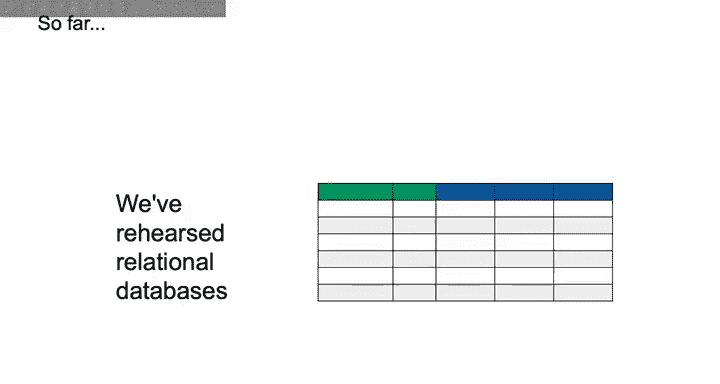 So far...
We've
rehearsed
relational
databases